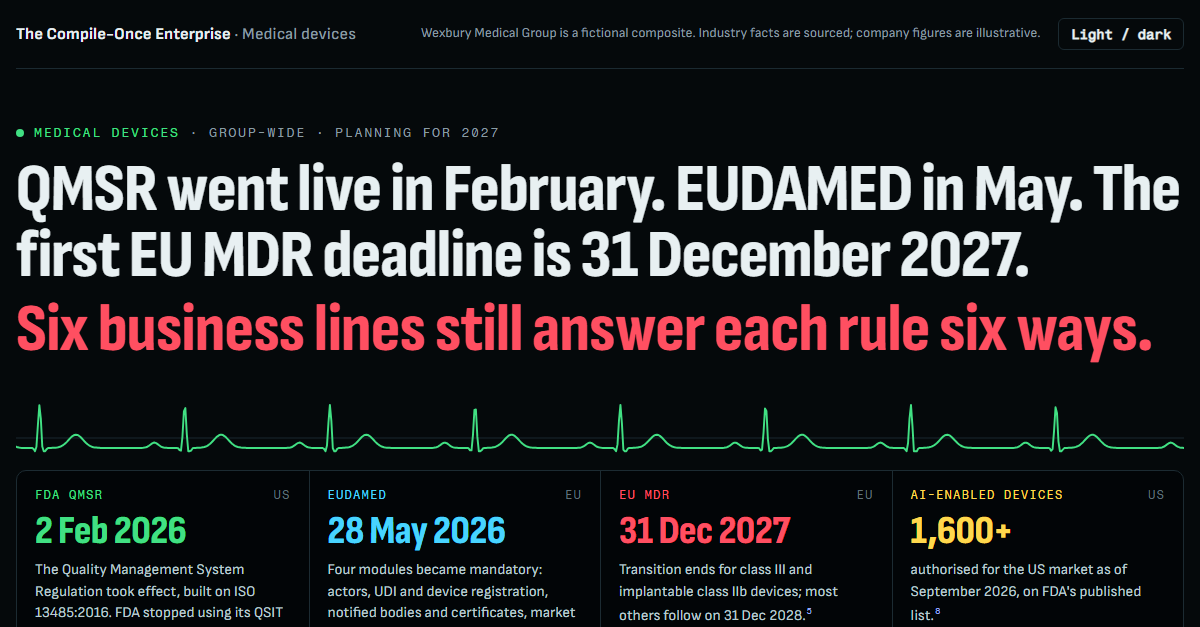 The Compile-Once Enterprise · Medical devices
Wexbury Medical Group is a fictional composite. Industry facts are sourced; company figures are illustrative.
Light / dark
MEDICAL DEVICES · GROUP-WIDE · PLANNING FOR 2027
QMSR went live in February. EUDAMED in May. The
first EU MDR deadline is 31 December 2027.
Six business lines still answer each rule six ways.
FDA QMSR US
2 Feb 2026
The Quality Management System
Regulation took effect, built on ISO
13485:2016. FDA stopped using its QSIT
EUDAMED EU
28 May 2026
Four modules became mandatory:
actors, UDI and device registration,
notified bodies and certificates, market
EU MDR EU
31 Dec 2027
Transition ends for class III and
implantable class IIb devices; most
others follow on 31 Dec 2028.⁵
AI-ENABLED DEVICES US
1,600+
authorised for the US market as of
September 2026, on FDA's published
list.⁸